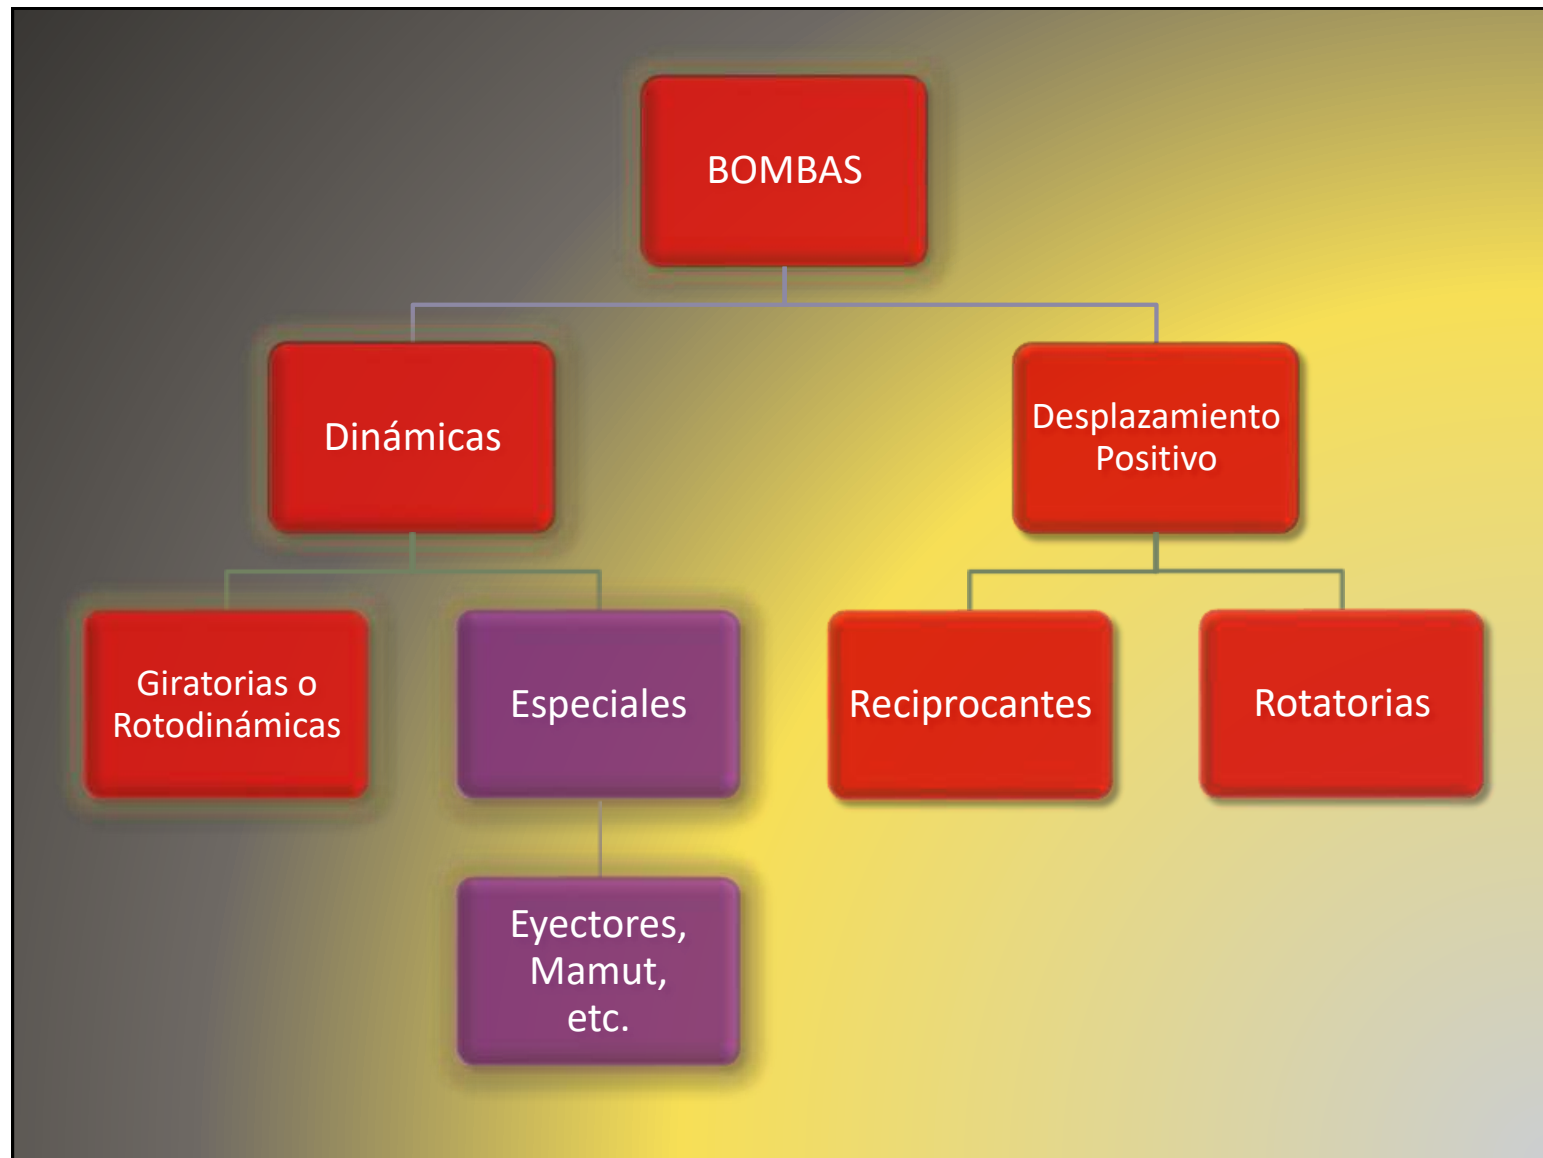 BOMBAS
Dinámicas
Desplazamiento
Positivo
Giratorias o
Rotodinámicas
Especiales
Reciprocantes
Rotatorias
Eyectores,
Mamut,
etc.